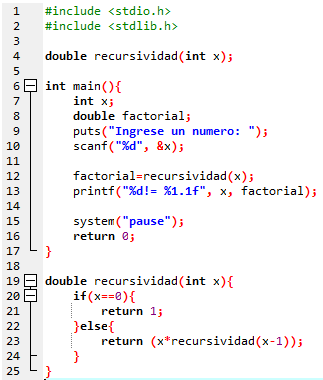 1 #include <stdio.h>
2 #include <stdlib.h>
3
4 double recursividad(int x);
5
6 int main(){
7 int x;
8 double factorial;
9 puts("Ingrese un numero: ");
10 scanf("%d", &x);
11
12 factorial=recursividad(x);
13 printf("%d!= %1.1f", x, factorial);
14
15 system("pause");
16 return 0;
17 }
18
19 double recursividad(int x){
20 if(x==0){
21 return 1;
22 }else{
23 return (x*recursividad(x-1));
24 }
25 }